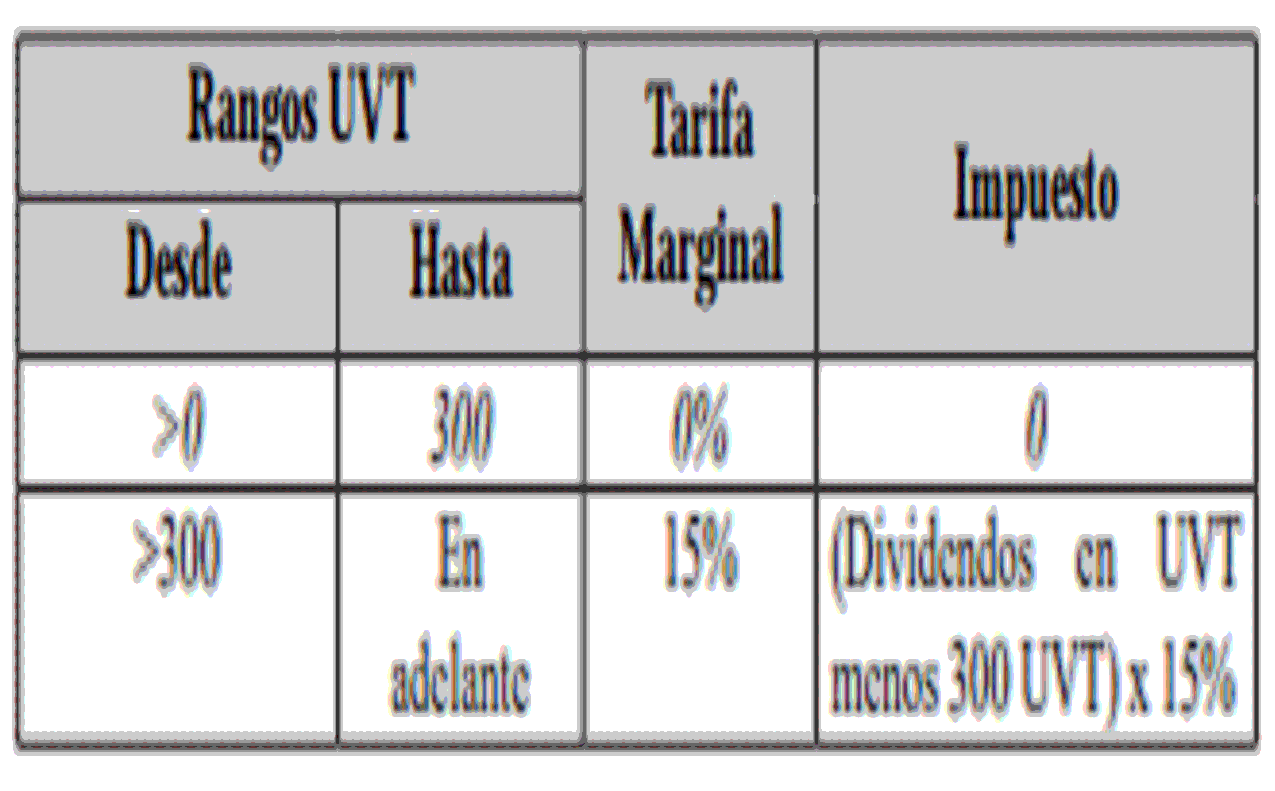 Rangos UVT
Tarifa
Marginal
Impuesto
Desde
Hasta
>0
300
0%
0
>300
En
adelante
15%
(Dividendos en UVT
menos 300 UVT) x 15%